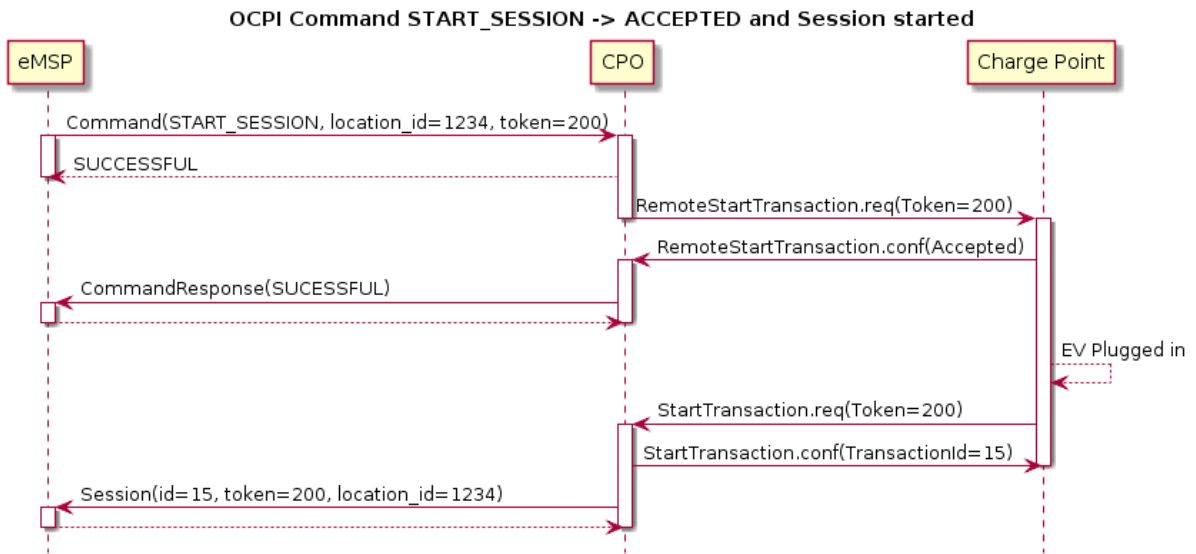 OCPI Command START_SESSION -> ACCEPTED and Session started
eMSP
CPO
Charge Point
Command(START_SESSION, location_id=1234, token=200)
SUCCESSFUL
RemoteStartTransaction.req(Token=200)
RemoteStartTransaction.conf(Accepted)
CommandResponse(SUCESSFUL)
EV Plugged in
StartTransaction.req(Token=200)
StartTransaction.conf(TransactionId=15)
Session(id=15, token=200, location_id=1234)